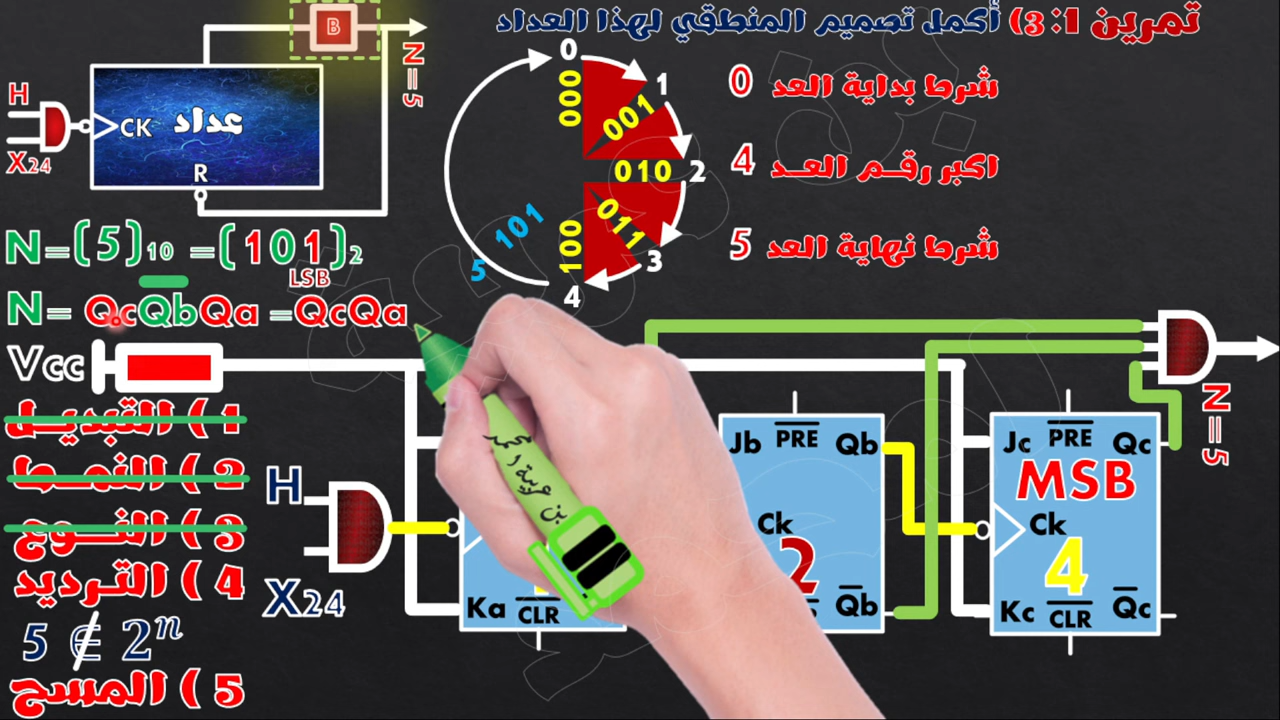 تمرين 1: 3) أكمل تصميم المنطقي لهذا العداد
B
N=5
H
X24
CK
عداد
R
0
1
2
3
4
5
000
001
010
011
100
101
شرط بداية العد 0
اكبر رقم العد 4
شرط نهاية العد 5
N=(5)10 =(101)2
LSB
N= QcQ̅bQa =QcQa
Vcc
1 ) التبديل
2 ) النمط
3 ) النوع
4 ) الترديد
5 ∉ 2ⁿ
5 ) المسح
H
X24
Ka
CLR
Jb
PRE
Qb
Ck
2
Q̅b
Jc
PRE
Qc
MSB
Ck
4
Kc
CLR
Q̅c
N=5